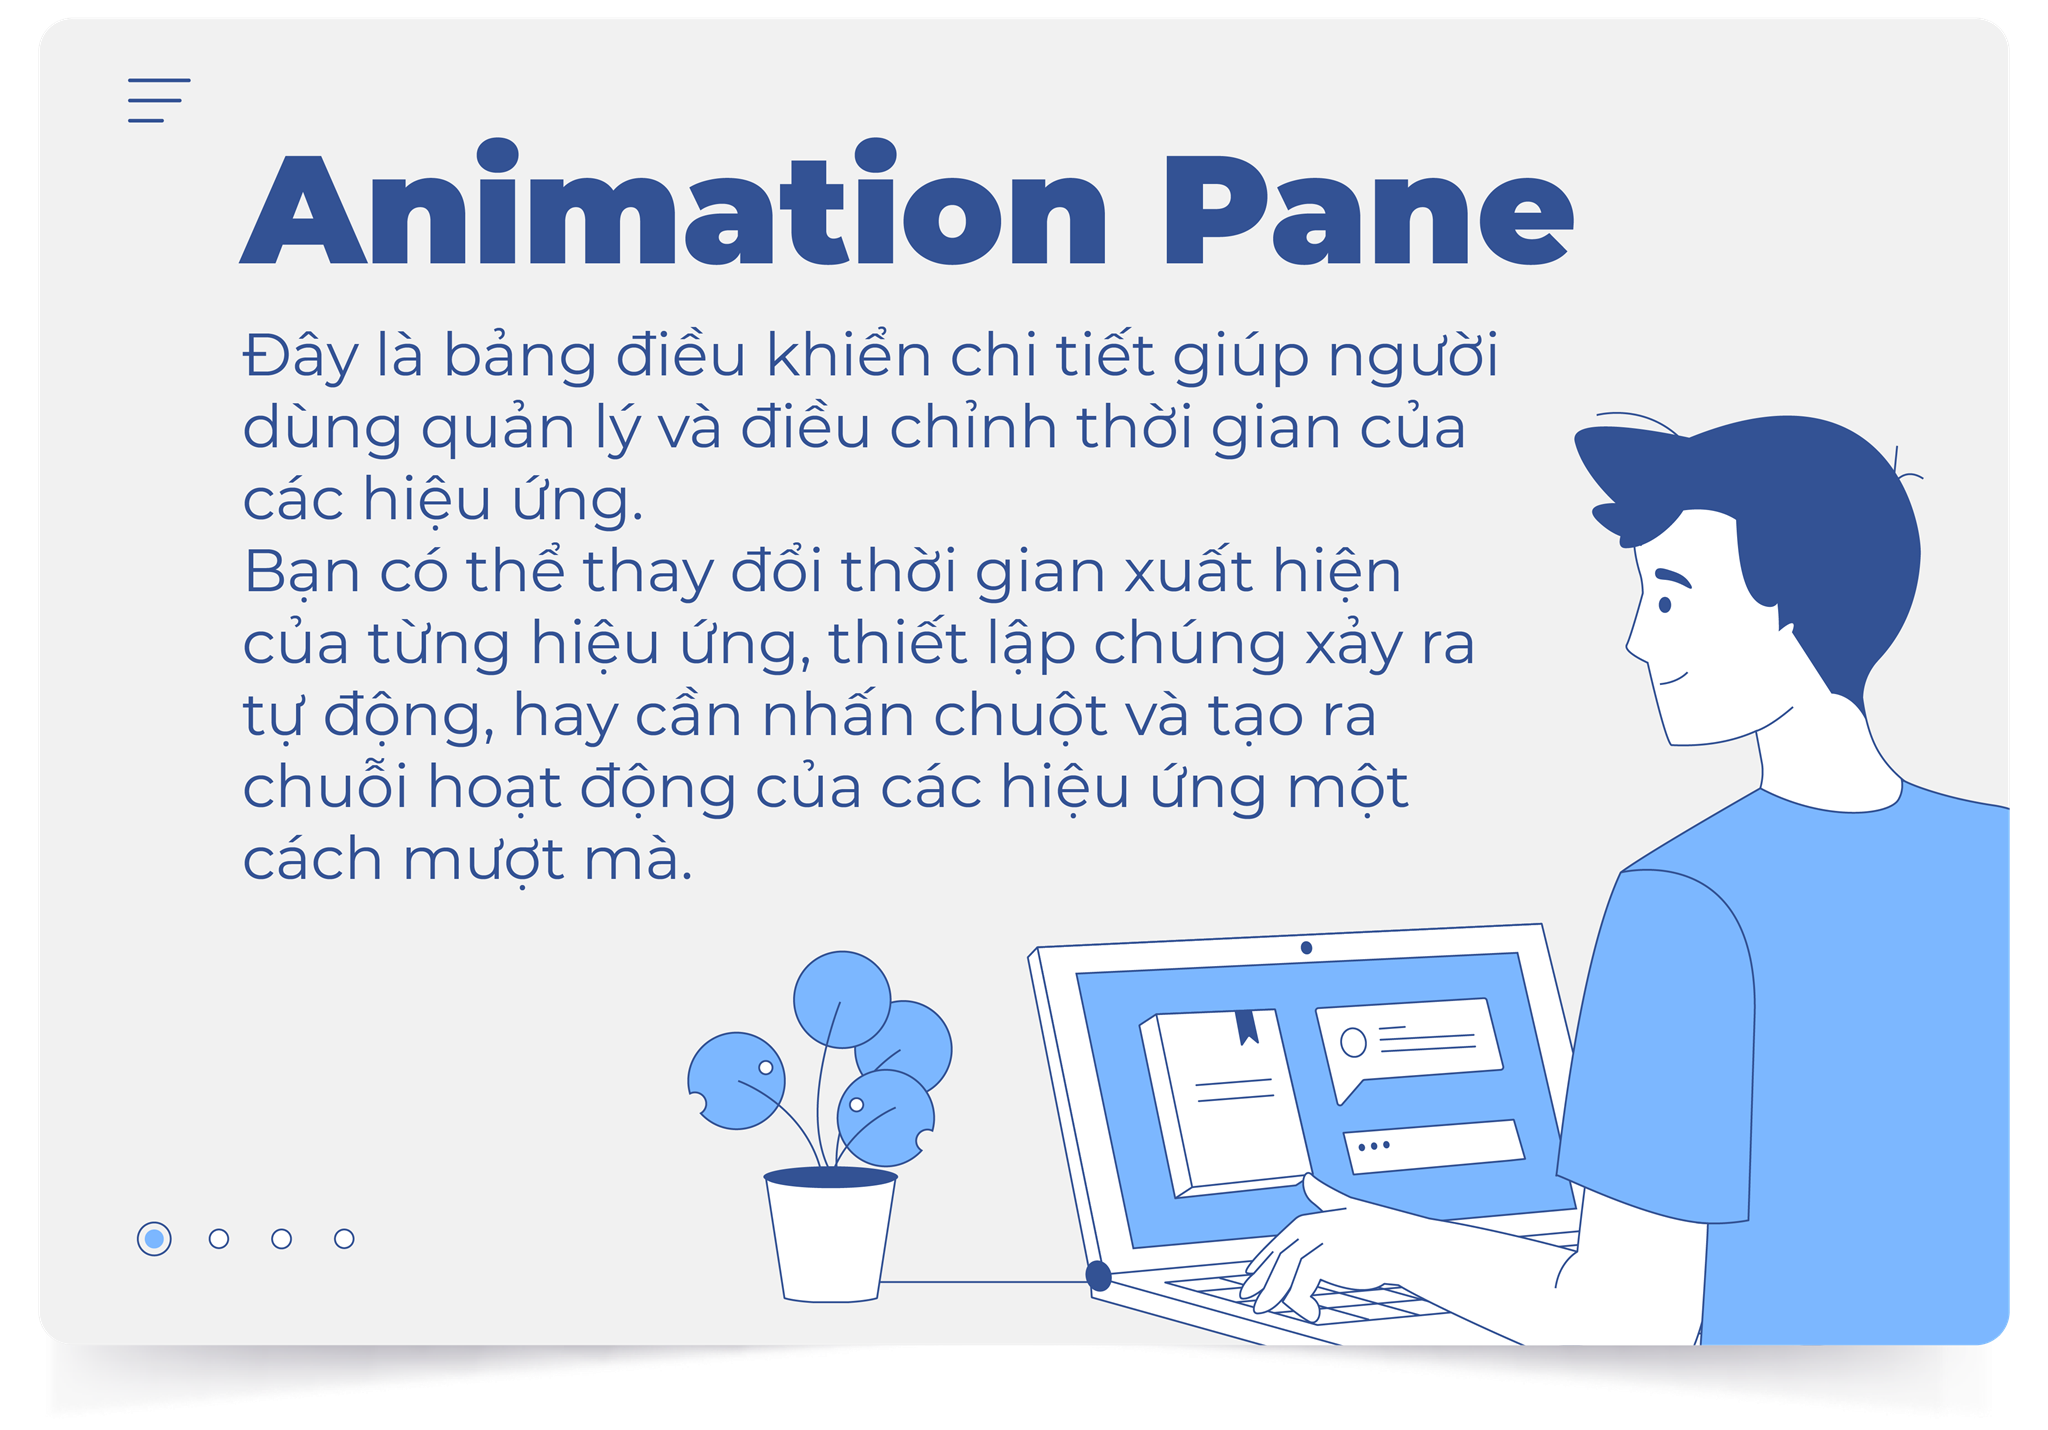 Animation Pane
Đây là bảng điều khiển chi tiết giúp người
dùng quản lý và điều chỉnh thời gian của
các hiệu ứng.
Bạn có thể thay đổi thời gian xuất hiện
của từng hiệu ứng, thiết lập chúng xảy ra
tự động, hay cần nhấn chuột và tạo ra
chuỗi hoạt động của các hiệu ứng một
cách mượt mà.